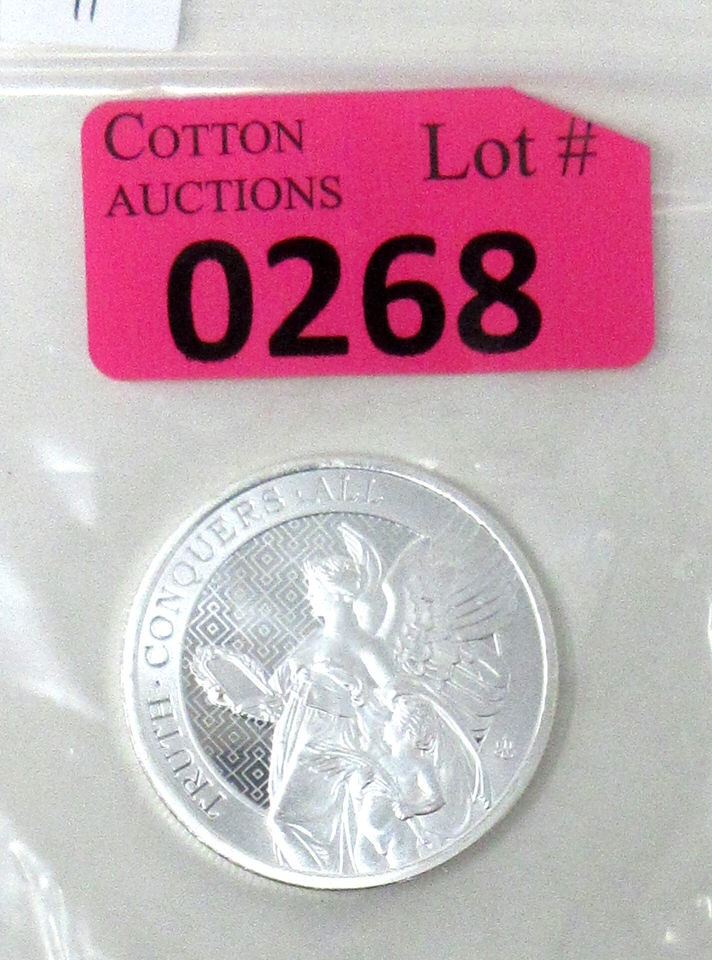 COTTON
AUCTIONS
Lot #
0268
TRUTH · CONQUERS · ALL